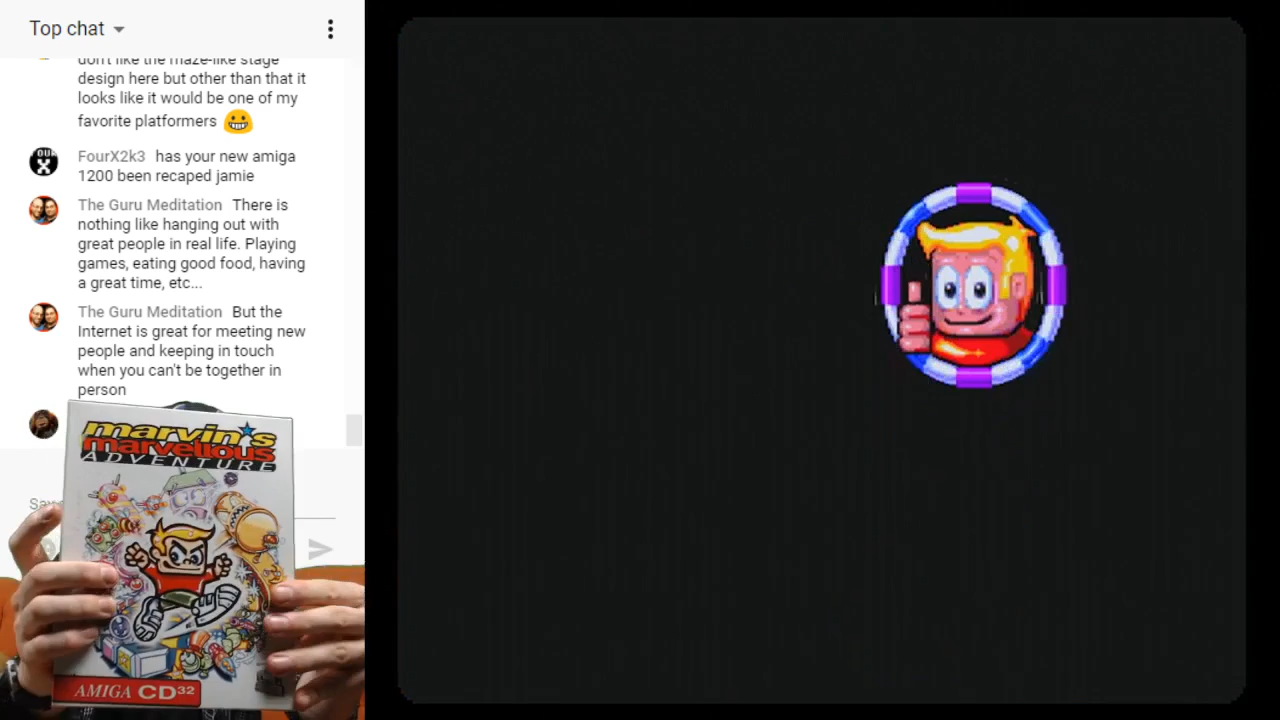 Top chat
don't like the maze-like stage
design here but other than that it
looks like it would be one of my
favorite platformers
FourX2k3 has your new amiga
1200 been recaped jamie
The Guru Meditation There is
nothing like hanging out with
great people in real life. Playing
games, eating good food, having
a great time, etc...
The Guru Meditation But the
Internet is great for meeting new
people and keeping in touch
when you can't be together in
person
marvin's
marvellous
ADVENTURE
AMIGA CD³²